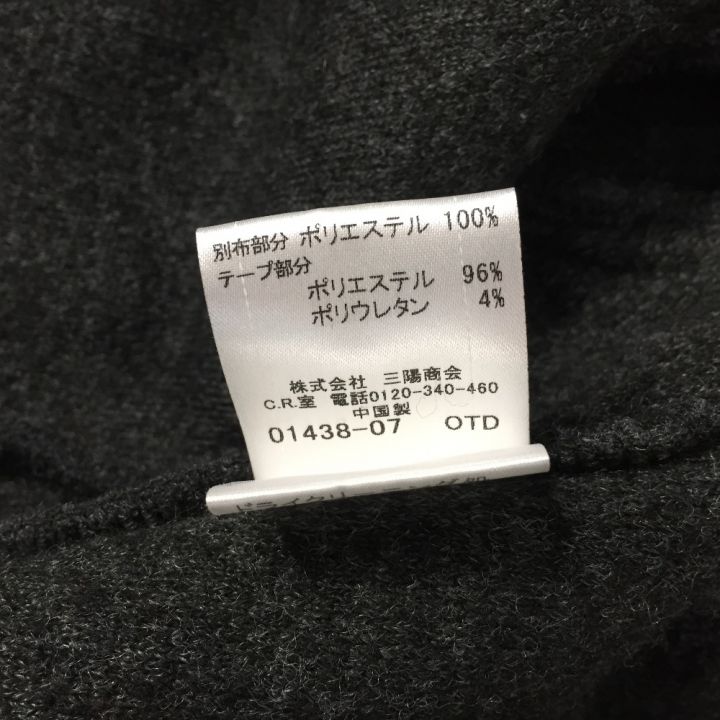 別布部分 ポリエステル 100%
テープ部分
ポリエステル 96%
ポリウレタン 4%
株式会社 三陽商会
C.R.室 電話0120-340-460
中国製
01438-07 OTD